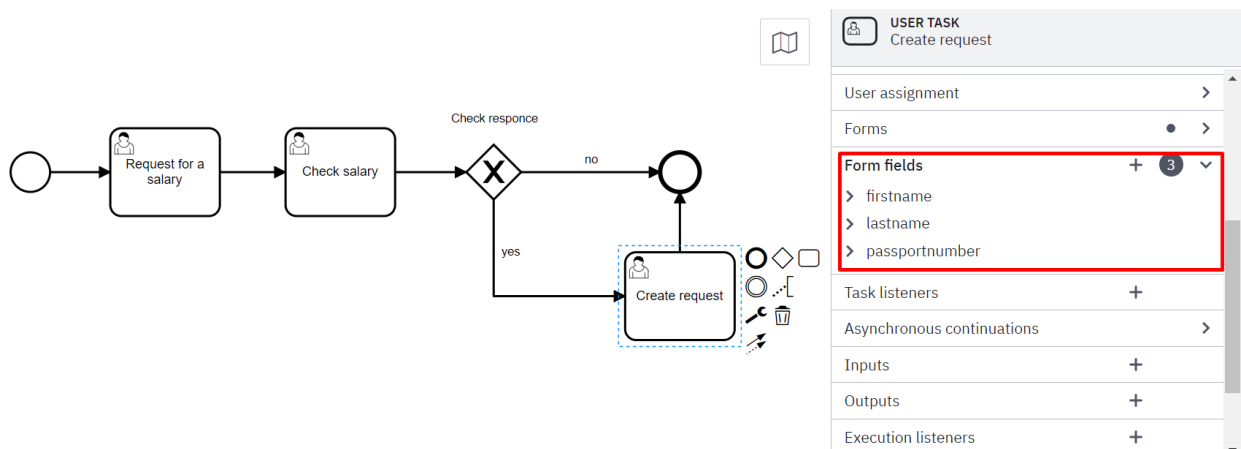 Check responce
Request for a
salary
Check salary
no
yes
Create request
USER TASK
Create request
User assignment
Forms
Form fields
3
firstname
lastname
passportnumber
Task listeners
Asynchronous continuations
Inputs
Outputs
Execution listeners